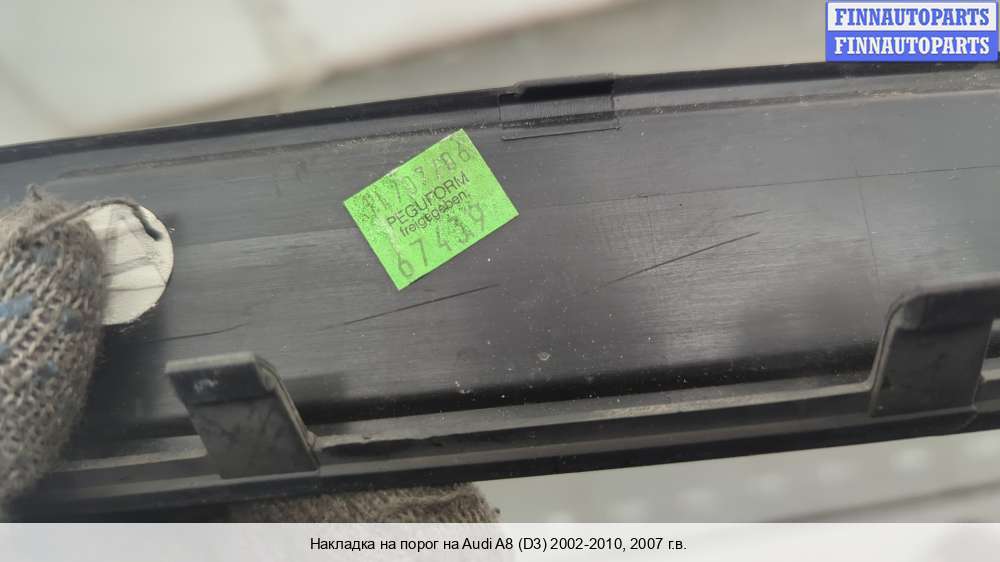 FINNAUTOPARTS
FINNAUTOPARTS
PEGUFORM
freigegeben
67439
Накладка на порог на Audi A8 (D3) 2002-2010, 2007 г.в.